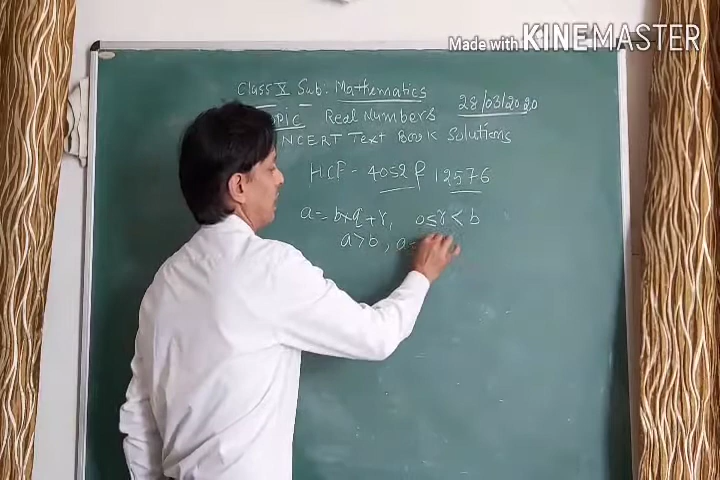 Made with KINEMASTER
Class X Sub: Mathematics
Real Numbers 28/03/2020
NCERT Text Book Solutions
HCF - 4052 & 12576
a = b×q + r, 0 ≤ r < b
a > b, a =